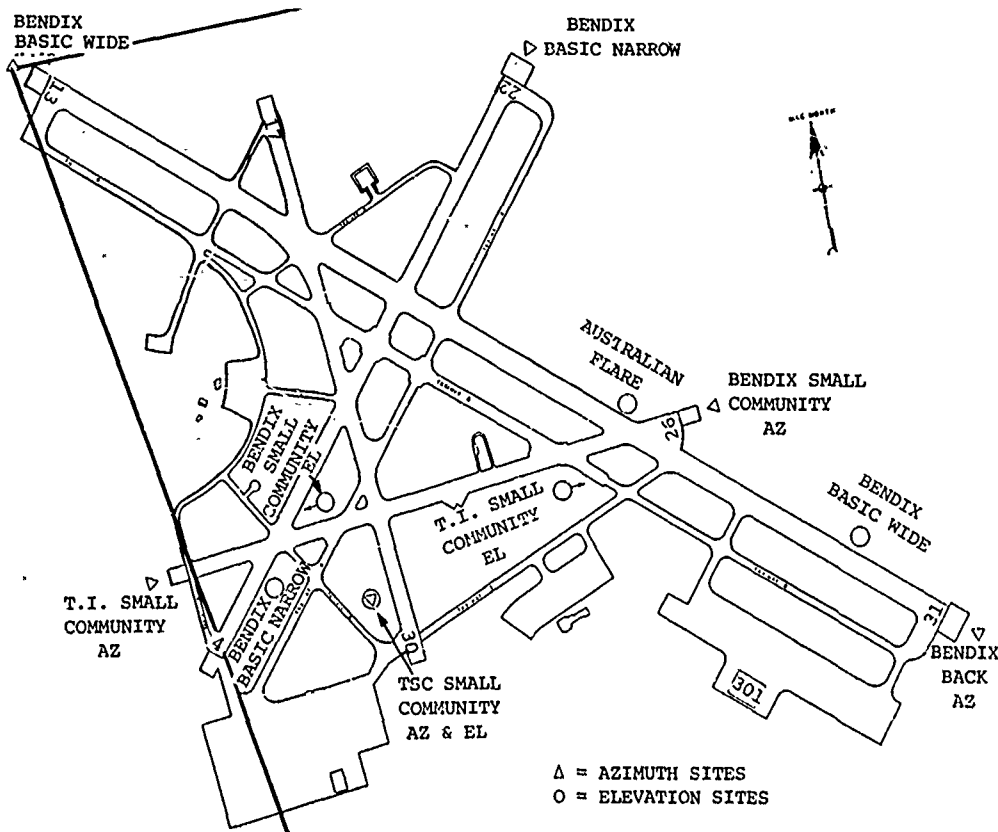 BENDIX
BASIC WIDE
BENDIX
BASIC NARROW
13
22
MAG NORTH
AUSTRALIAN
FLARE
BENDIX SMALL
COMMUNITY
AZ
26
BENDIX
SMALL
COMMUNITY
EL
T.I. SMALL
COMMUNITY
EL
BENDIX
BASIC WIDE
T.I. SMALL
COMMUNITY
AZ
BENDIX
BASIC NARROW
30
31
BENDIX
BACK
AZ
TSC SMALL
COMMUNITY
AZ & EL
301
Δ = AZIMUTH SITES
O = ELEVATION SITES